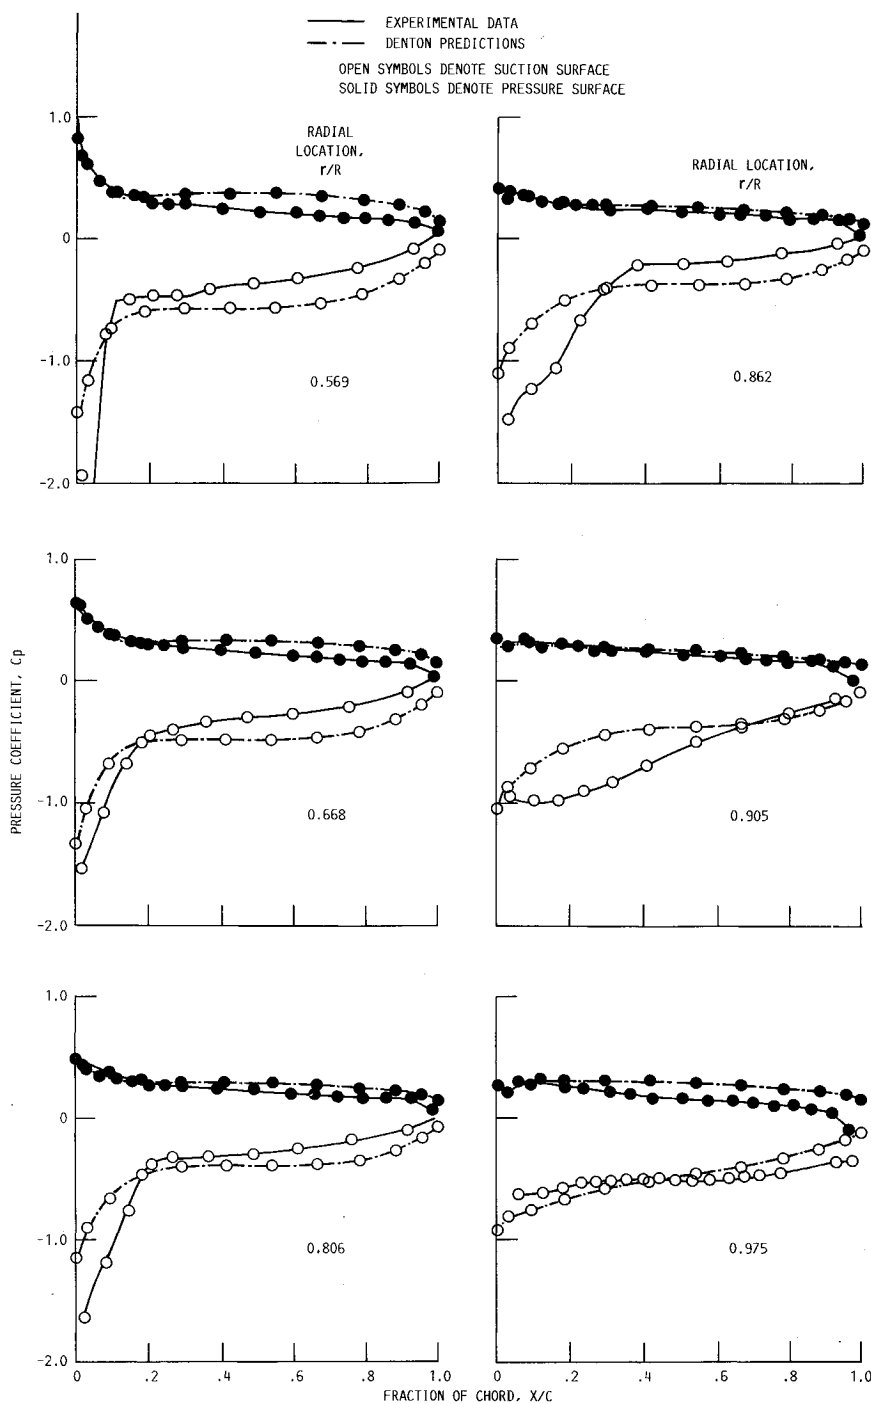 EXPERIMENTAL DATA
DENTON PREDICTIONS
OPEN SYMBOLS DENOTE SUCTION SURFACE
SOLID SYMBOLS DENOTE PRESSURE SURFACE
1.0
0
-1.0
-2.0
RADIAL
LOCATION,
r/R
0.569
RADIAL LOCATION,
r/R
0.862
PRESSURE COEFFICIENT, Cp
1.0
0
-1.0
-2.0
0.668
0.905
1.0
0
-1.0
-2.0
0.806
0.975
0 .2 .4 .6 .8 1.0
0 .2 .4 .6 .8 1.0
FRACTION OF CHORD, X/C